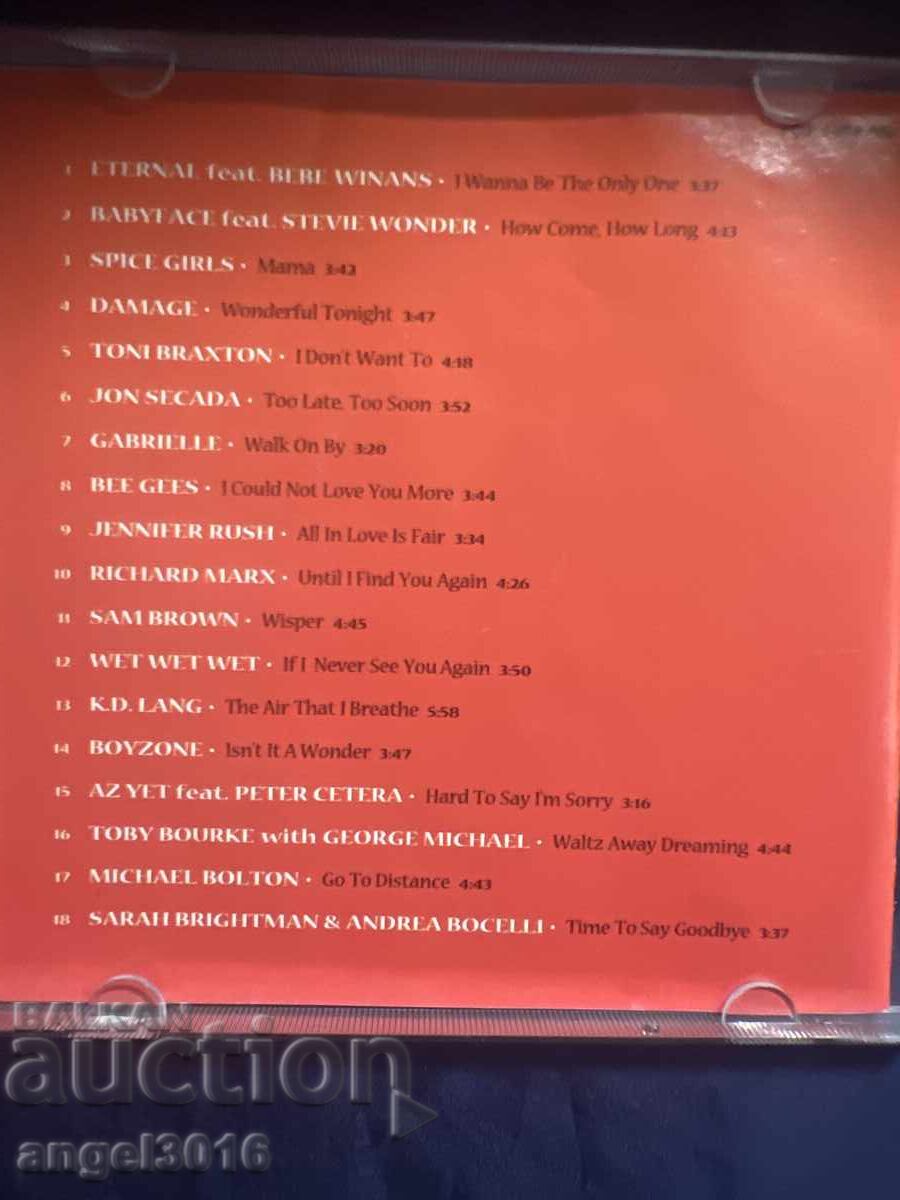 1 ETERNAL feat. BEBE WINANS · I Wanna Be The Only One 3:37
2 BABYFACE feat. STEVIE WONDER · How Come, How Long 4:13
3 SPICE GIRLS · Mama 3:42
4 DAMAGE · Wonderful Tonight 3:47
5 TONI BRAXTON · I Don't Want To 4:18
6 JON SECADA · Too Late, Too Soon 3:52
7 GABRIELLE · Walk On By 3:20
8 BEE GEES · I Could Not Love You More 3:44
9 JENNIFER RUSH · All In Love Is Fair 3:34
10 RICHARD MARX · Until I Find You Again 4:26
11 SAM BROWN · Wisper 4:45
12 WET WET WET · If I Never See You Again 3:50
13 K.D. LANG · The Air That I Breathe 5:58
14 BOYZONE · Isn't It A Wonder 3:47
15 AZ YET feat. PETER CETERA · Hard To Say I'm Sorry 3:16
16 TOBY BOURKE with GEORGE MICHAEL · Waltz Away Dreaming 4:44
17 MICHAEL BOLTON · Go To Distance 4:43
18 SARAH BRIGHTMAN & ANDREA BOCELLI · Time To Say Goodbye 3:37
BALKAN
auction
angel3016